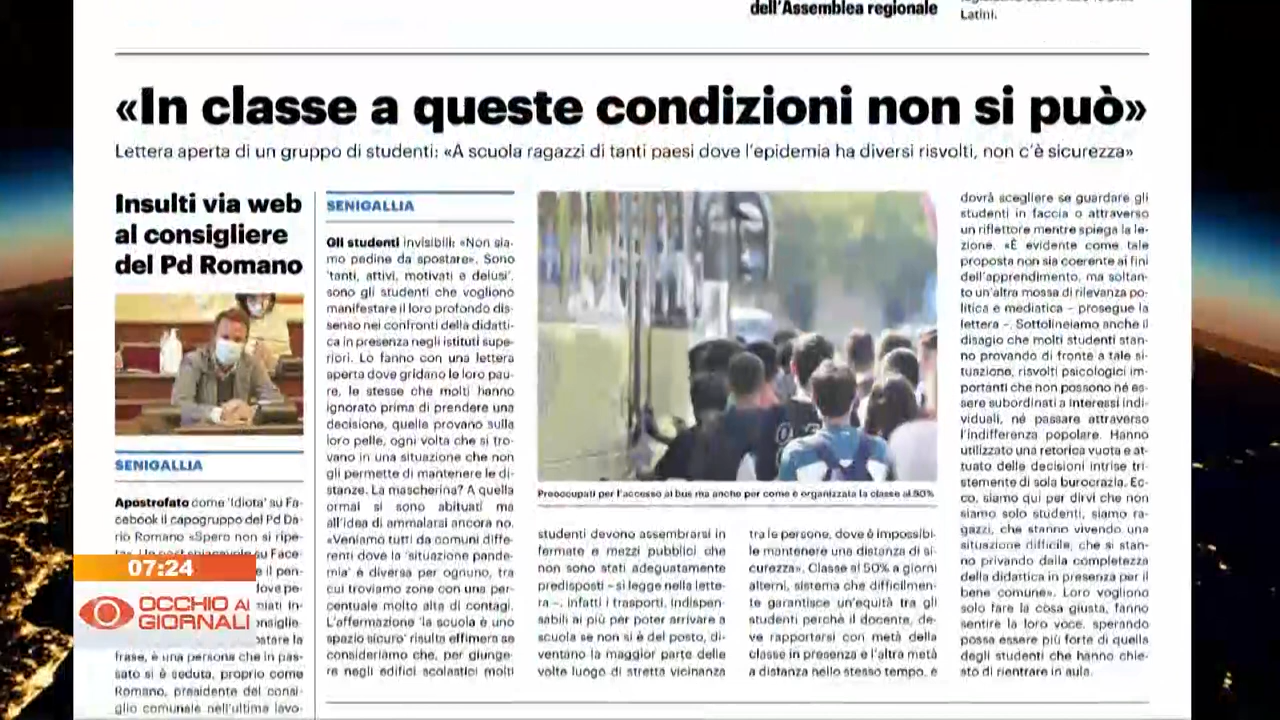 dell'Assemblea regionale
Latini.
«In classe a queste condizioni non si può»
Lettera aperta di un gruppo di studenti: «A scuola ragazzi di tanti paesi dove l'epidemia ha diversi risvolti, non c'è sicurezza»
Insulti via web
al consigliere
del Pd Romano
SENIGALLIA
Apostrofato come 'Idiota' su Fa-
cebook il capogruppo del Pd Da-
rio Romano «Spero non si ripe-
su Face-
e il pen-
dove pe-
miati in-
nsiglie-
stare la
frase, è una persona che in pas-
sato si è seduta, proprio come
Romano, presidente del consi-
glio comunale nell'ultima lavo-
07:24
OCCHIO AI
GIORNALI
SENIGALLIA
Gli studenti invisibili: «Non sia-
mo pedine da spostare». Sono
'tanti, attivi, motivati e delusi',
sono gli studenti che vogliono
manifestare il loro profondo dis-
senso nei confronti della didatti-
ca in presenza negli istituti supe-
riori. Lo fanno con una lettera
aperta dove gridano le loro pau-
re, le stesse che molti hanno
ignorato prima di prendere una
decisione, quelle provano sulla
loro pelle, ogni volta che si tro-
vano in una situazione che non
gli permette di mantenere le di-
stanze. La mascherina? A quella
ormai si sono abituati ma
all'idea di ammalarsi ancora no.
«Veniamo tutti da comuni diffe-
renti dove la 'situazione pande-
mia' è diversa per ognuno, tra
cui troviamo zone con una per-
centuale molto alta di contagi.
L'affermazione 'la scuola è uno
spazio sicuro' risulta effimera se
consideriamo che, per giunge-
re negli edifici scolastici molti
Preoccupati per l'accesso ai bus ma anche per come è organizzata la classe al 50%
studenti devono assembrarsi in
fermate e mezzi pubblici che
non sono stati adeguatamente
predisposti – si legge nella lette-
ra –. Infatti i trasporti, indispen-
sabili ai più per poter arrivare a
scuola se non si è del posto, di-
ventano la maggior parte delle
volte luogo di stretta vicinanza
tra le persone, dove è impossibi-
le mantenere una distanza di si-
curezza». Classe al 50% a giorni
alterni, sistema che difficilmen-
te garantisce un'equità tra gli
studenti perchè il docente, de-
ve rapportarsi con metà della
classe in presenza e l'altra metà
a distanza nello stesso tempo, e
dovrà scegliere se guardare gli
studenti in faccia o attraverso
un riflettore mentre spiega la le-
zione. «È evidente come tale
proposta non sia coerente ai fini
dell'apprendimento, ma soltan-
to un'altra mossa di rilevanza po-
litica e mediatica – prosegue la
lettera –. Sottolineiamo anche il
disagio che molti studenti stan-
no provando di fronte a tale si-
tuazione, risvolti psicologici im-
portanti che non possono né es-
sere subordinati a interessi indi-
viduali, né passare attraverso
l'indifferenza popolare. Hanno
utilizzato una retorica vuota e at-
tuato delle decisioni intrise tri-
stemente di sola burocrazia. Ec-
co, siamo qui per dirvi che non
siamo solo studenti, siamo ra-
gazzi, che stanno vivendo una
situazione difficile, che si stan-
no privando della completezza
della didattica in presenza per il
bene comune». Loro vogliono
solo fare la cosa giusta, fanno
sentire la loro voce, sperando
possa essere più forte di quella
degli studenti che hanno chie-
sto di rientrare in aula.